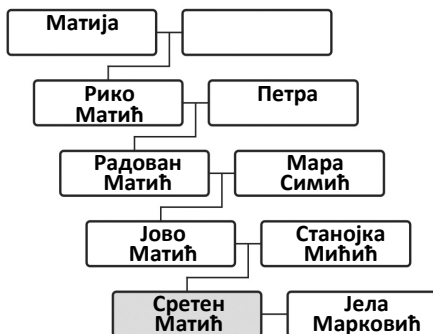 Матија
Рико
Матић
Петра
Радован
Матић
Мара
Симић
Јово
Матић
Станојка
Мићић
Сретен
Матић
Јела
Марковић